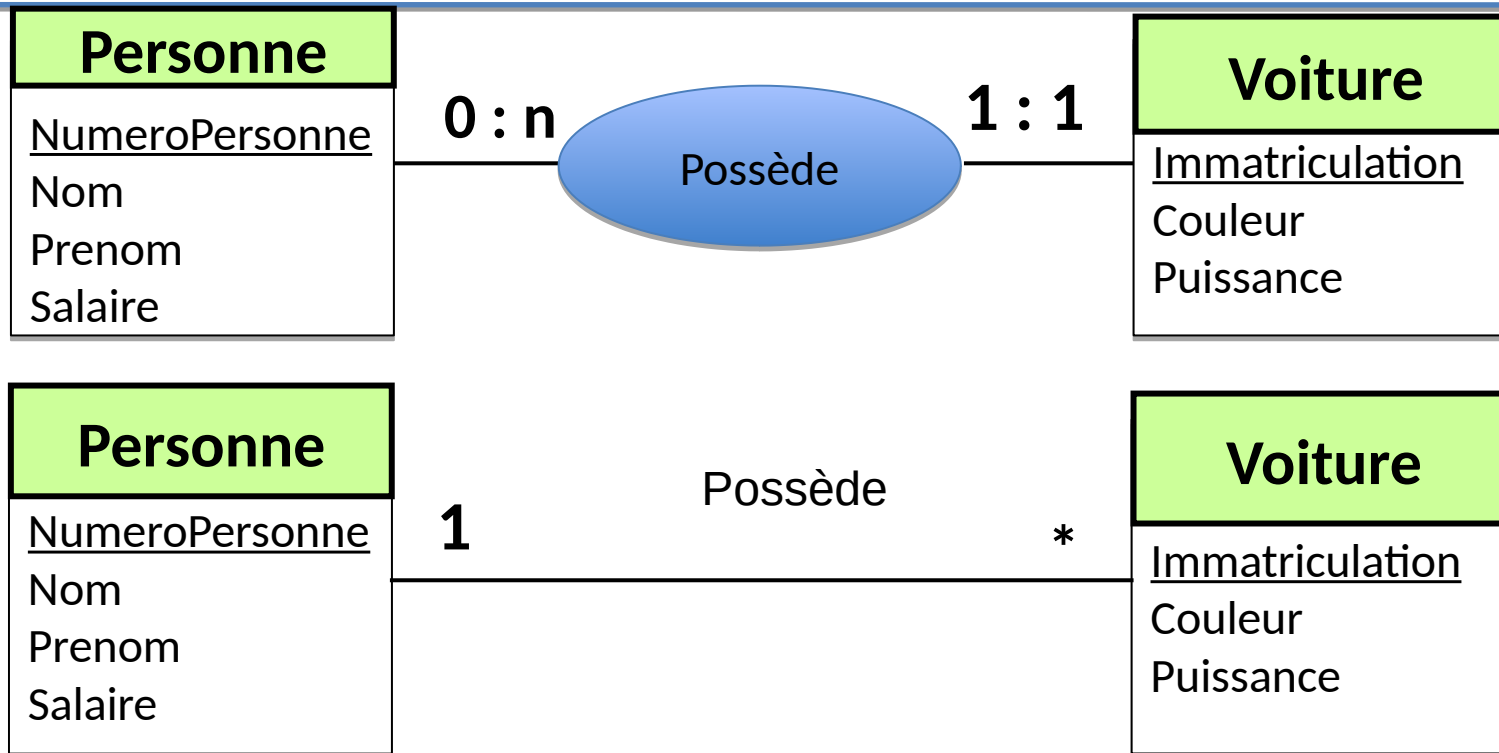 Personne
NumeroPersonne
Nom
Prenom
Salaire
0 : n
Possède
1 : 1
Voiture
Immatriculation
Couleur
Puissance
Personne
NumeroPersonne
Nom
Prenom
Salaire
1
Possède
*
Voiture
Immatriculation
Couleur
Puissance